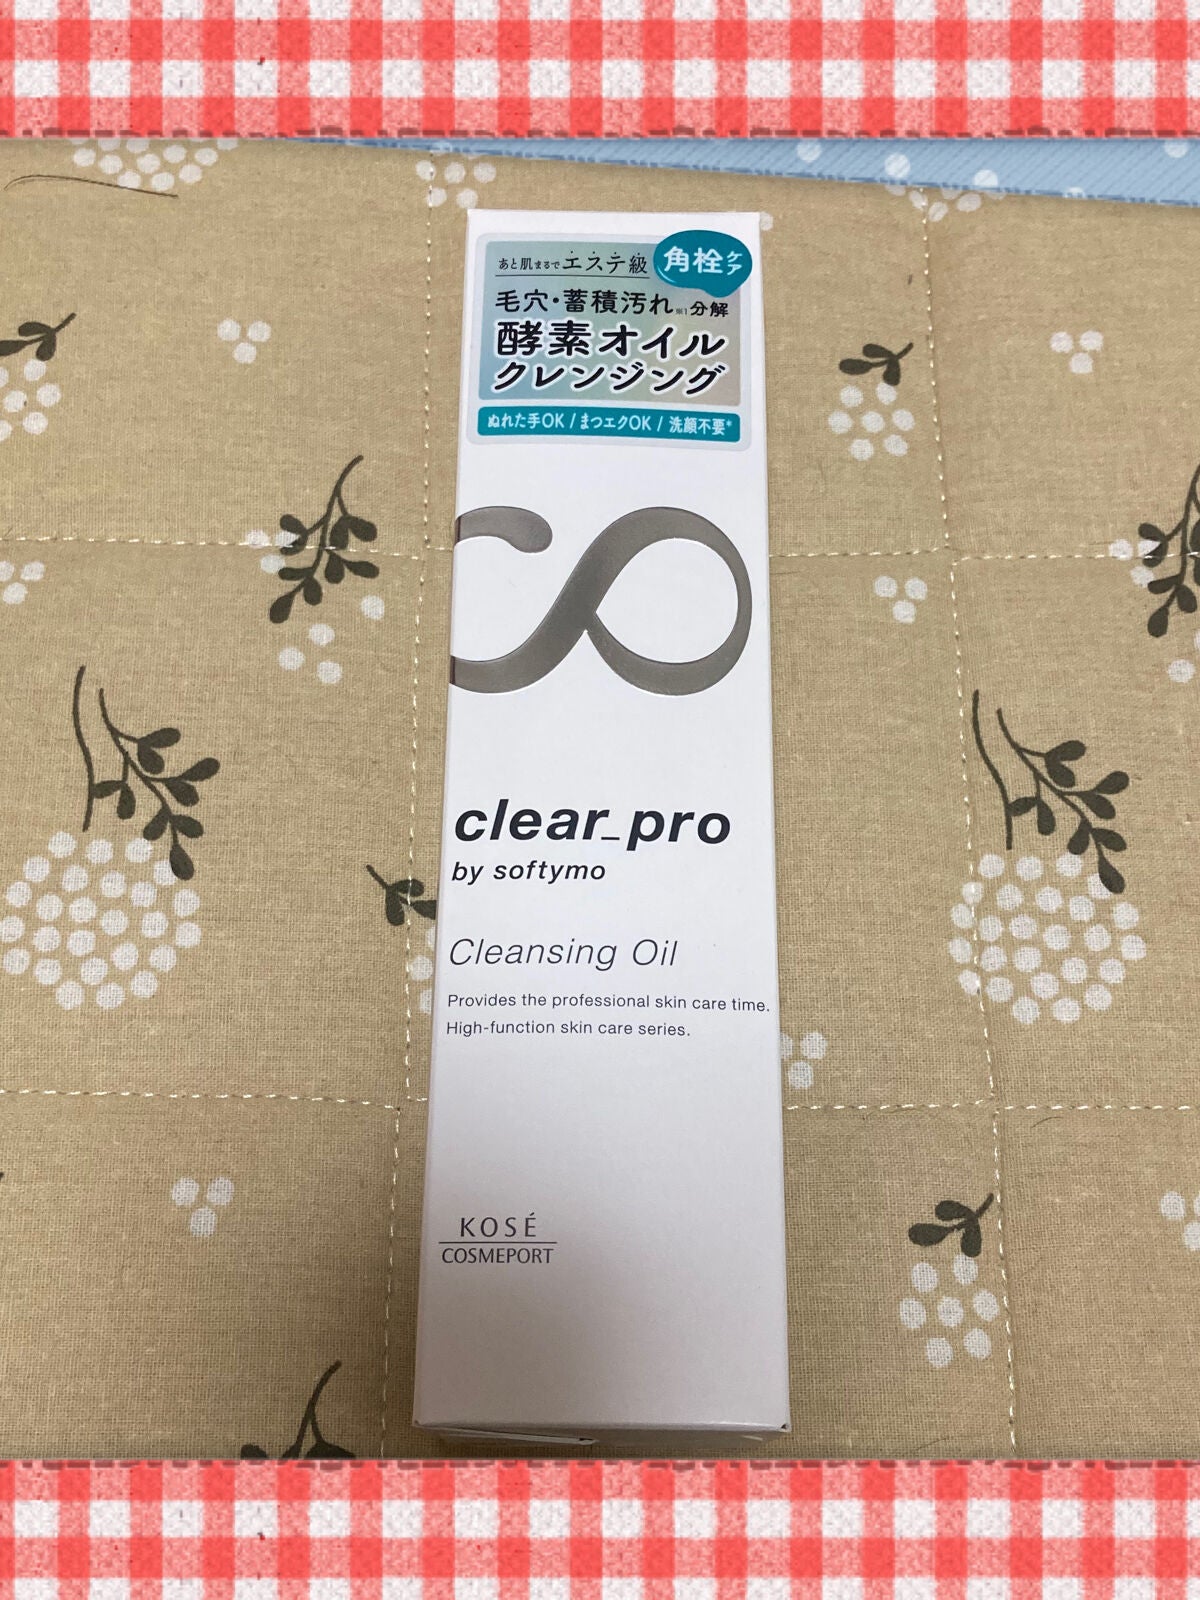 あと肌まるでエステ級
角栓ケア
毛穴・蓄積汚れ※1分解
酵素オイル
クレンジング
ぬれた手OK / まつエクOK / 洗顔不要*
clear_pro
by softymo
Cleansing Oil
Provides the professional skin care time.
High-function skin care series.
KOSÉ
COSMEPORT